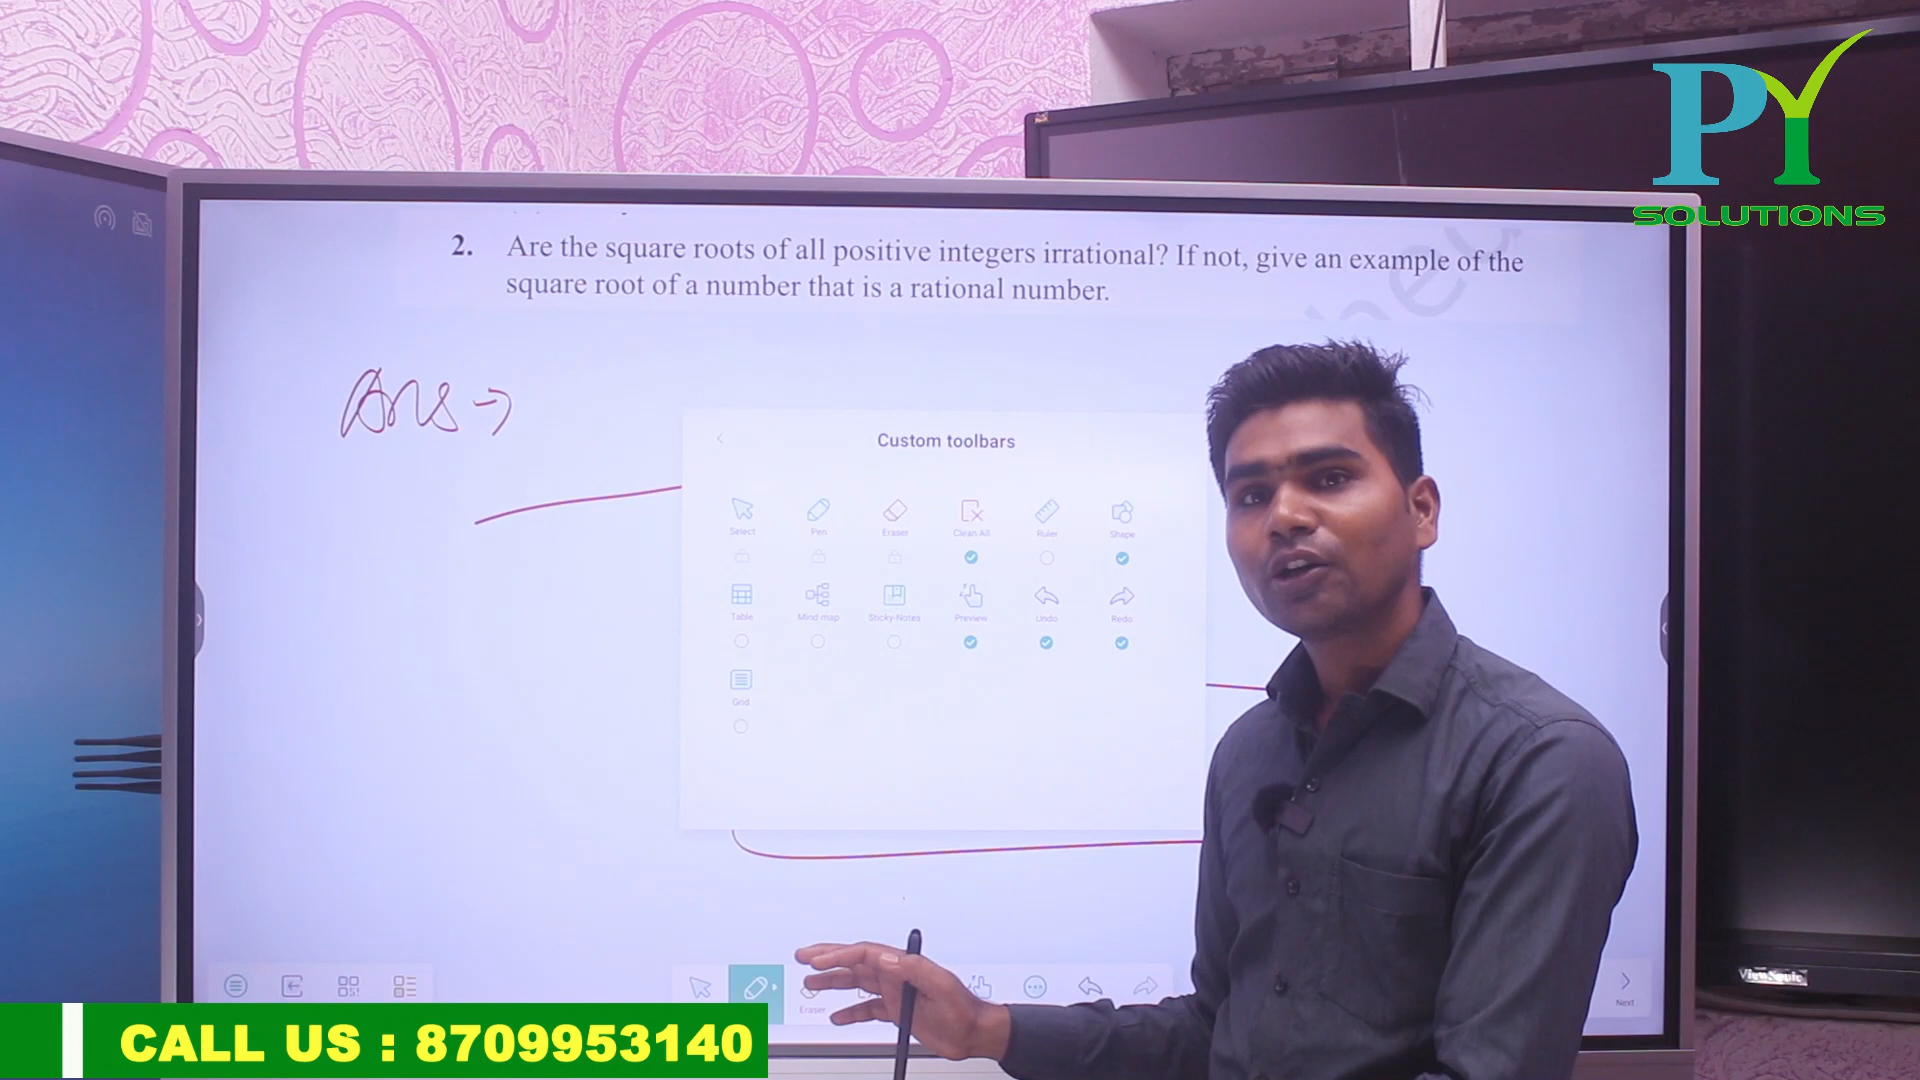 PY
SOLUTIONS
2. Are the square roots of all positive integers irrational? If not, give an example of the
square root of a number that is a rational number.
Ans →
Custom toolbars
Select Pen Eraser Clean All Ruler Shape
Table Mind map Sticky-Notes Preview Undo Redo
Grid
Eraser
Next
ViewSonic
CALL US : 8709953140